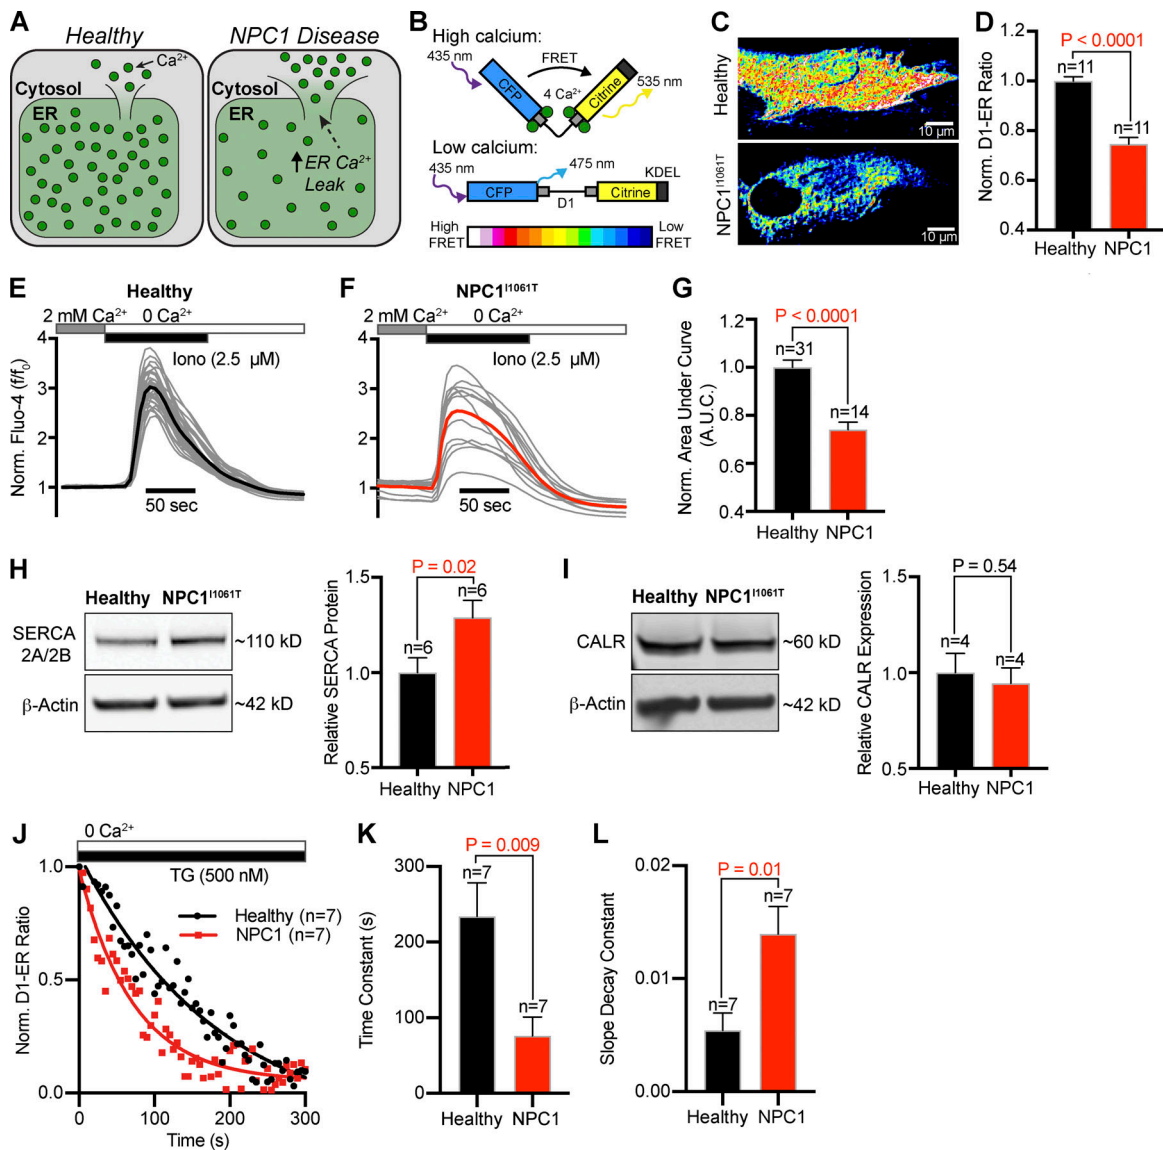 A
Healthy
NPC1 Disease
Ca²⁺
Cytosol
ER
Cytosol
ER
ER Ca²⁺
Leak
B
High calcium:
435 nm
FRET
535 nm
CFP
4 Ca²⁺
Citrine
Low calcium:
435 nm
475 nm
KDEL
CFP
D1
Citrine
High
FRET
Low
FRET
C
Healthy
10 µm
NPC1ᴵ¹⁰⁶¹ᵀ
10 µm
D
Norm. D1-ER Ratio
1.2
1.0
0.8
0.6
0.4
P < 0.0001
n=11
n=11
Healthy
NPC1
E
Healthy
2 mM Ca²⁺
0 Ca²⁺
Iono (2.5 µM)
Norm. Fluo-4 (f/f₀)
4
3
2
1
50 sec
F
NPC1ᴵ¹⁰⁶¹ᵀ
2 mM Ca²⁺
0 Ca²⁺
Iono (2.5 µM)
4
3
2
1
50 sec
G
Norm. Area Under Curve
(A.U.C.)
1.2
1.0
0.8
0.6
0.4
P < 0.0001
n=31
n=14
Healthy
NPC1
H
Healthy
NPC1ᴵ¹⁰⁶¹ᵀ
SERCA
2A/2B
~110 kD
β-Actin
~42 kD
Relative SERCA Protein
1.5
1.0
0.5
P = 0.02
n=6
n=6
Healthy
NPC1
I
Healthy
NPC1ᴵ¹⁰⁶¹ᵀ
CALR
~60 kD
β-Actin
~42 kD
Relative CALR Expression
1.5
1.0
0.5
P = 0.54
n=4
n=4
Healthy
NPC1
J
0 Ca²⁺
TG (500 nM)
Healthy (n=7)
NPC1 (n=7)
Norm. D1-ER Ratio
1.0
0.5
0.0
0
100
200
300
Time (s)
K
Time Constant (s)
300
200
100
0
P = 0.009
n=7
n=7
Healthy
NPC1
L
Slope Decay Constant
0.02
0.01
0.00
P = 0.01
n=7
n=7
Healthy
NPC1